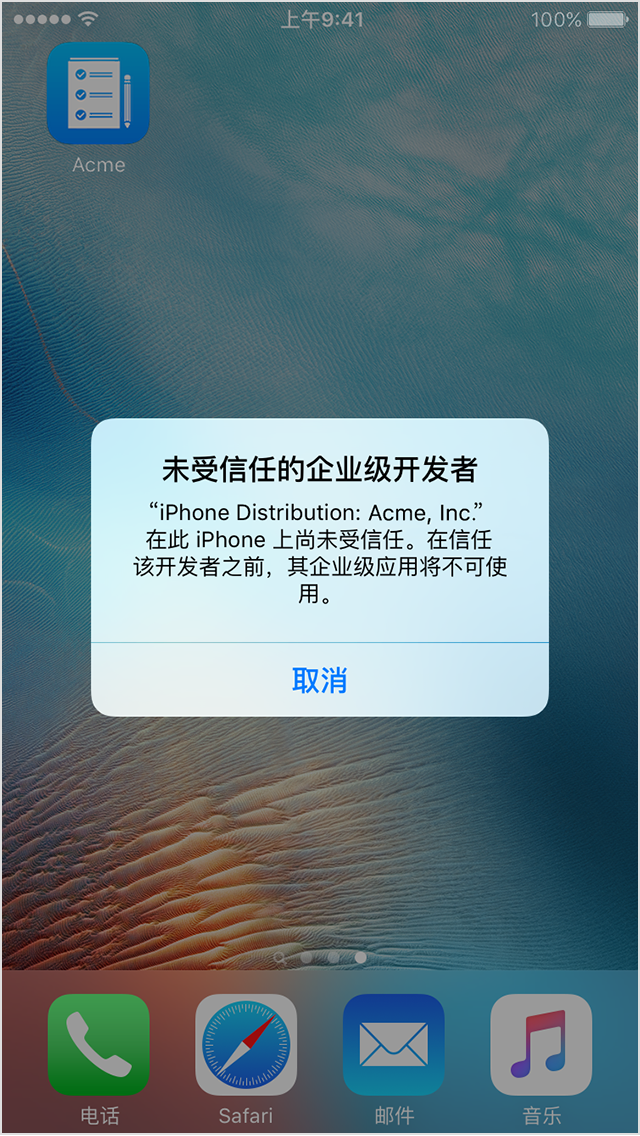 上午9:41
100%
Acme
未受信任的企业级开发者
“iPhone Distribution: Acme, Inc.”
在此 iPhone 上尚未受信任。在信任
该开发者之前，其企业级应用将不可使
用。
取消
电话
Safari
邮件
音乐